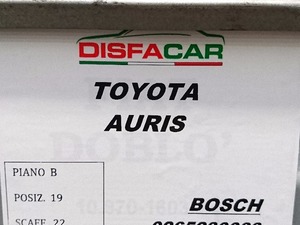 DISFACAR
TOYOTA
AURIS
PIANO B
POSIZ. 19
BOSCH
SCAFF. 22